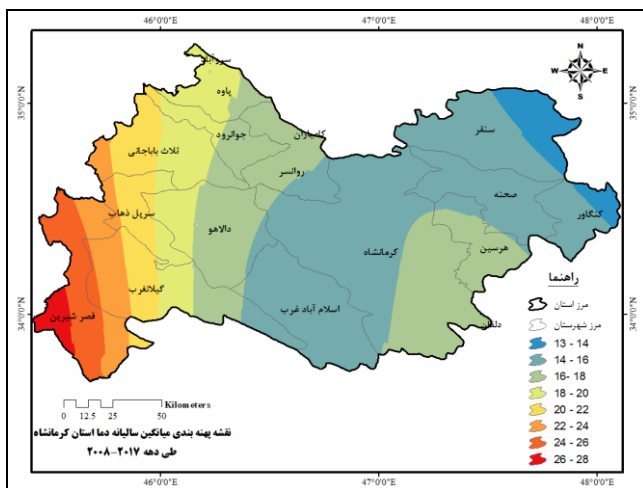 46°0'0"E 47°0'0"E 48°0'0"E
35°0'0"N 35°0'0"N
34°0'0"N 34°0'0"N
N
W E
S
سروآباد
پاوه
جوانرود
کامیاران
روانسر
ثلاث باباجانی
سرپل ذهاب
دالاهو
گیلانغرب
قصر شیرین
اسلام آباد غرب
کرمانشاه
سنقر
صحنه
کنگاور
هرسین
دلفان
راهنما
مرز استان
مرز شهرستان
13 - 14
14 - 16
16 - 18
18 - 20
20 - 22
22 - 24
24 - 26
26 - 28
Kilometers
0 12.5 25 50
نقشه پهنه بندی میانگین سالیانه دما استان کرمانشاه
طی دهه ۲۰۱۷-۲۰۰۸